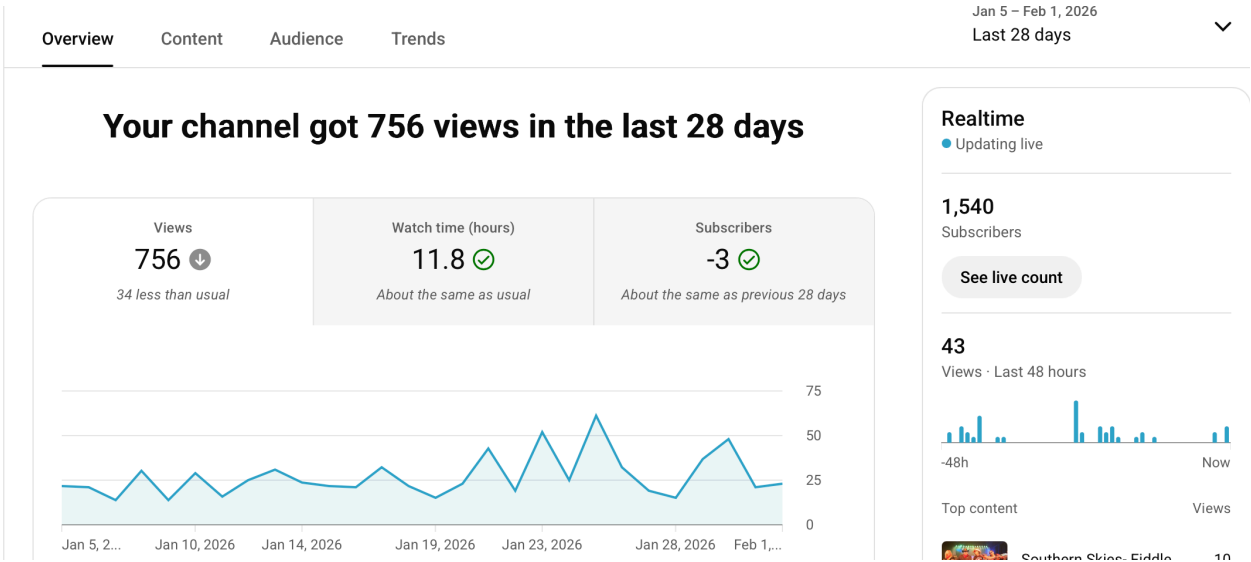 Overview
Content
Audience
Trends
Jan 5 – Feb 1, 2026
Last 28 days
Your channel got 756 views in the last 28 days
Views
756
34 less than usual
Watch time (hours)
11.8
About the same as usual
Subscribers
-3
About the same as previous 28 days
75
50
25
0
Jan 5, 2...
Jan 10, 2026
Jan 14, 2026
Jan 19, 2026
Jan 23, 2026
Jan 28, 2026
Feb 1,...
Realtime
Updating live
1,540
Subscribers
See live count
43
Views · Last 48 hours
-48h
Now
Top content
Views
Southern Skies- Fiddle
10